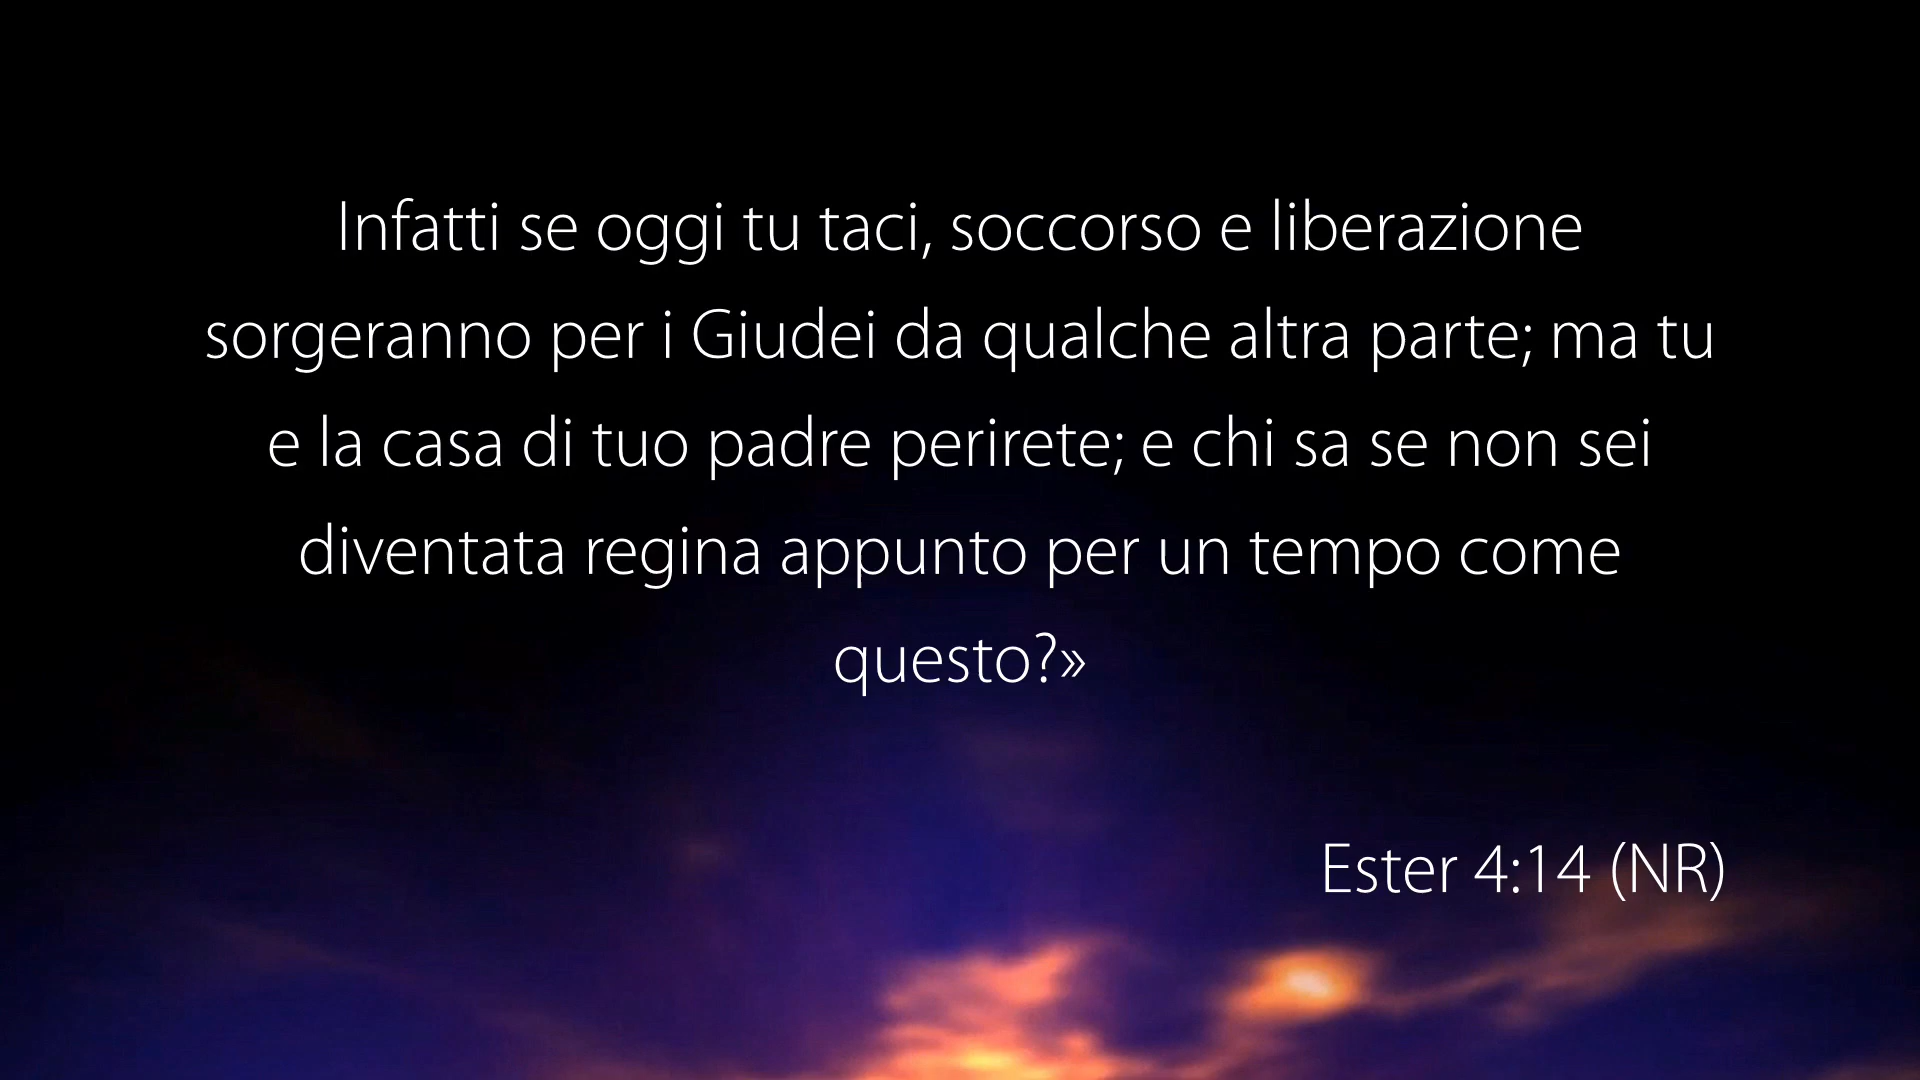 Infatti se oggi tu taci, soccorso e liberazione
sorgeranno per i Giudei da qualche altra parte; ma tu
e la casa di tuo padre perirete; e chi sa se non sei
diventata regina appunto per un tempo come
questo?»
Ester 4:14 (NR)